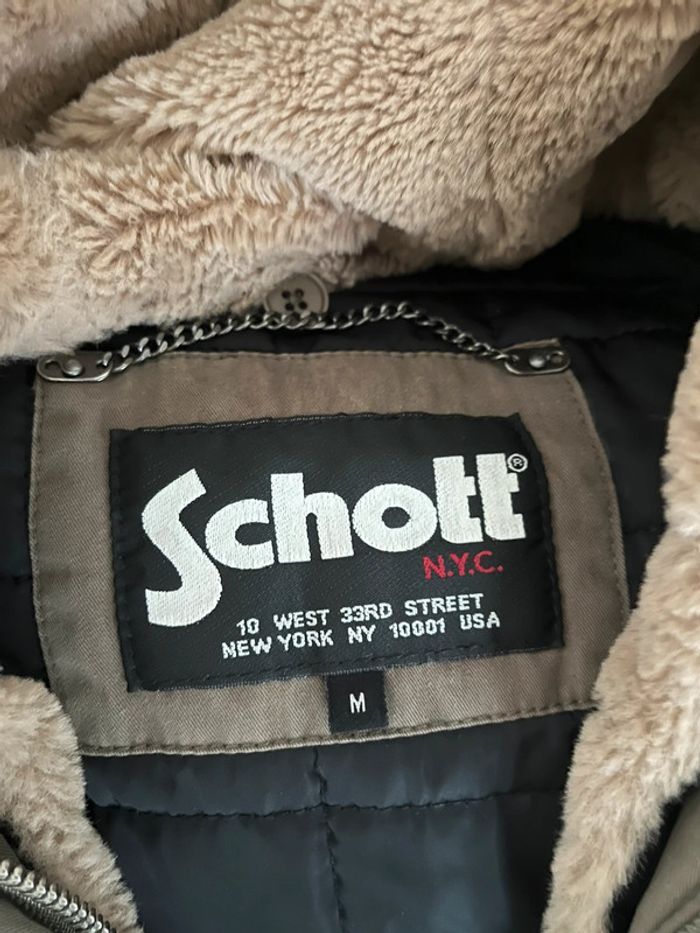 Schott®
N.Y.C.
10 WEST 33RD STREET
NEW YORK NY 10001 USA
M